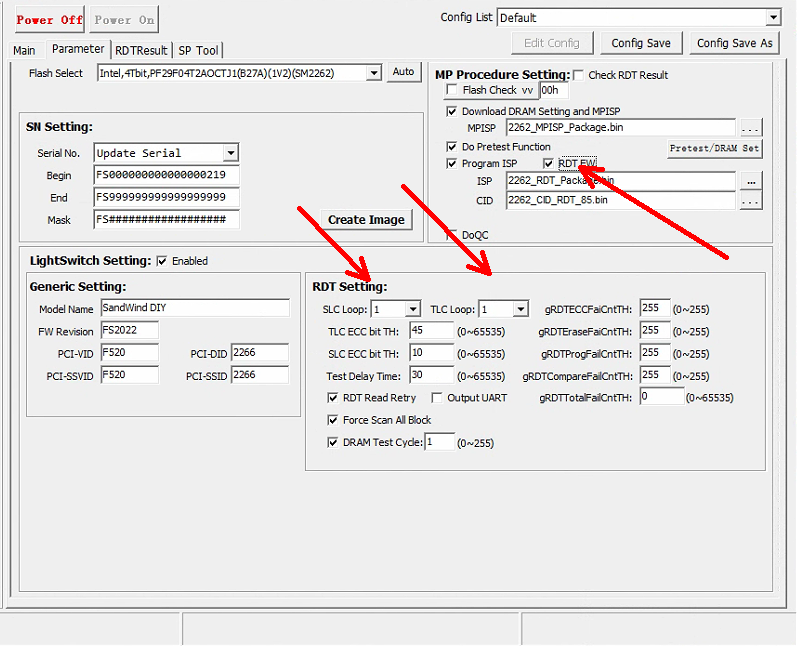 Power Off Power On Config List Default
Edit Config Config Save Config Save As
Main Parameter RDTResult SP Tool
Flash Select Intel,4Tbit,PF29F04T2AOCTJ1(B27A)(1V2)(SM2262) Auto
MP Procedure Setting: Check RDT Result
Flash Check vv 00h
Download DRAM Setting and MPISP
MPISP 2262_MPISP_Package.bin ...
Do Pretest Function Pretest/DRAM Set
Program ISP RDT FW
ISP 2262_RDT_Package.bin ...
CID 2262_CID_RDT_85.bin ...
DoQC
SN Setting:
Serial No. Update Serial
Begin FS000000000000000219
End FS999999999999999999
Mask FS##################
Create Image
LightSwitch Setting: Enabled
Generic Setting:
Model Name SandWind DIY
FW Revision FS2022
PCI-VID F520 PCI-DID 2266
PCI-SSVID F520 PCI-SSID 2266
RDT Setting:
SLC Loop: 1 TLC Loop: 1 gRDTECCFaiCntTH: 255 (0~255)
TLC ECC bit TH: 45 (0~65535) gRDTEraseFailCntTH: 255 (0~255)
SLC ECC bit TH: 10 (0~65535) gRDTProgFailCntTH: 255 (0~255)
Test Delay Time: 30 (0~65535) gRDTCompareFailCntTH: 255 (0~255)
RDT Read Retry Output UART gRDTTotalFailCntTH: 0 (0~65535)
Force Scan All Block
DRAM Test Cycle: 1 (0~255)